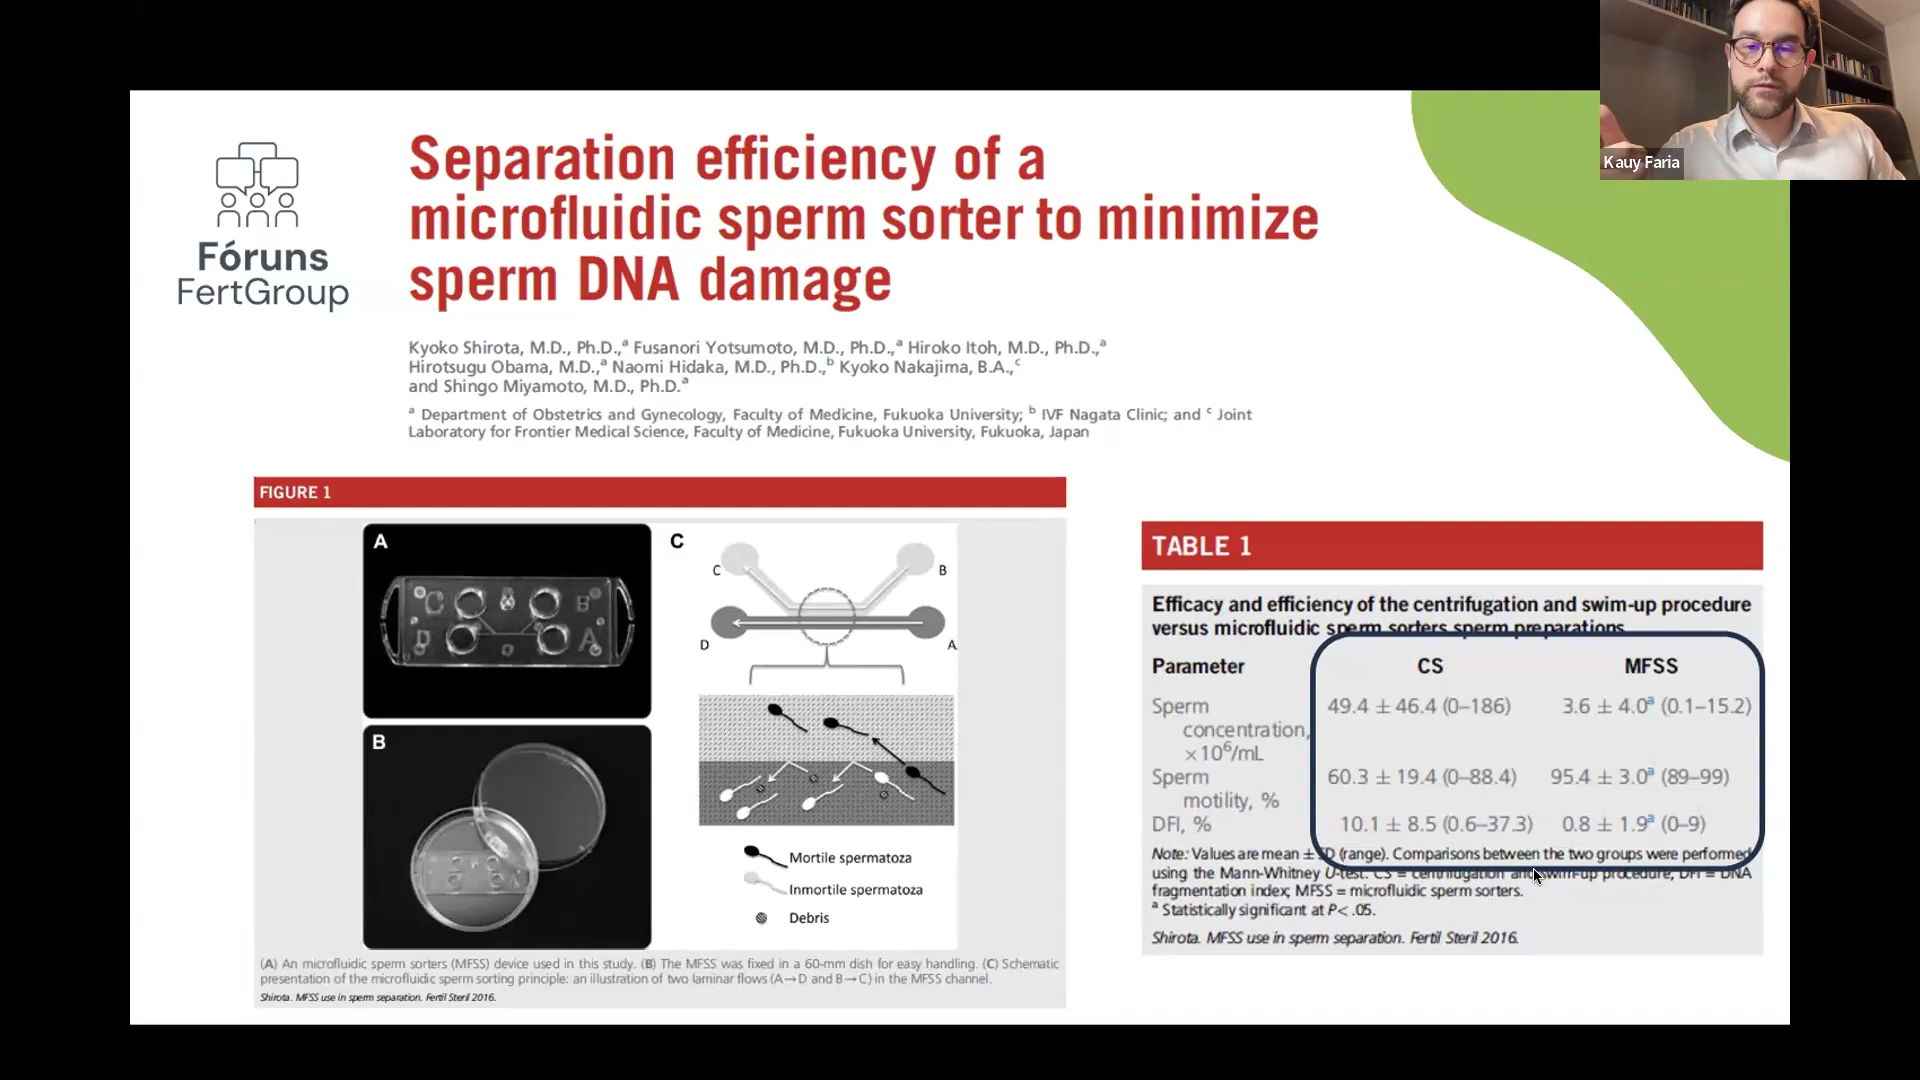 Kauy Faria
Fóruns
FertGroup
Separation efficiency of a
microfluidic sperm sorter to minimize
sperm DNA damage
Kyoko Shirota, M.D., Ph.D.,a Fusanori Yotsumoto, M.D., Ph.D.,a Hiroko Itoh, M.D., Ph.D.,a
Hirotsugu Obama, M.D.,a Naomi Hidaka, M.D., Ph.D.,b Kyoko Nakajima, B.A.,c
and Shingo Miyamoto, M.D., Ph.D.a
a Department of Obstetrics and Gynecology, Faculty of Medicine, Fukuoka University; b IVF Nagata Clinic; and c Joint
Laboratory for Frontier Medical Science, Faculty of Medicine, Fukuoka University, Fukuoka, Japan
FIGURE 1
A
C B
D A
B
C
C B
D A
Mortile spermatoza
Inmortile spermatoza
Debris
(A) An microfluidic sperm sorters (MFSS) device used in this study. (B) The MFSS was fixed in a 60-mm dish for easy handling. (C) Schematic
presentation of the microfluidic sperm sorting principle: an illustration of two laminar flows (A→D and B→C) in the MFSS channel.
Shirota. MFSS use in sperm separation. Fertil Steril 2016.
TABLE 1
Efficacy and efficiency of the centrifugation and swim-up procedure
versus microfluidic sperm sorters sperm preparations.
Parameter CS MFSS
Sperm 49.4 ± 46.4 (0–186) 3.6 ± 4.0a (0.1–15.2)
concentration,
×10⁶/mL
Sperm 60.3 ± 19.4 (0–88.4) 95.4 ± 3.0a (89–99)
motility, %
DFI, % 10.1 ± 8.5 (0.6–37.3) 0.8 ± 1.9a (0–9)
Note: Values are mean ± SD (range). Comparisons between the two groups were performed
using the Mann-Whitney U-test. CS = centrifugation and swim-up procedure; DFI = DNA
fragmentation index; MFSS = microfluidic sperm sorters.
a Statistically significant at P< .05.
Shirota. MFSS use in sperm separation. Fertil Steril 2016.